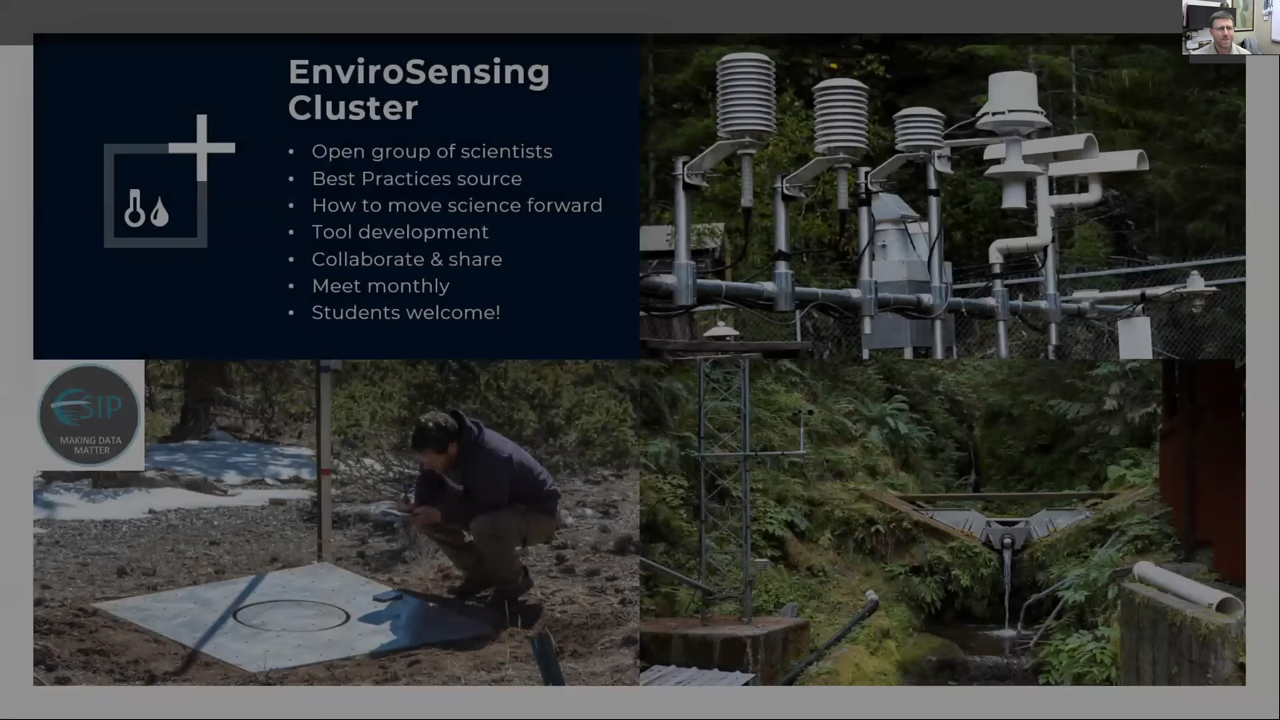 EnviroSensing
Cluster
• Open group of scientists
• Best Practices source
• How to move science forward
• Tool development
• Collaborate & share
• Meet monthly
• Students welcome!
ESIP
MAKING DATA
MATTER